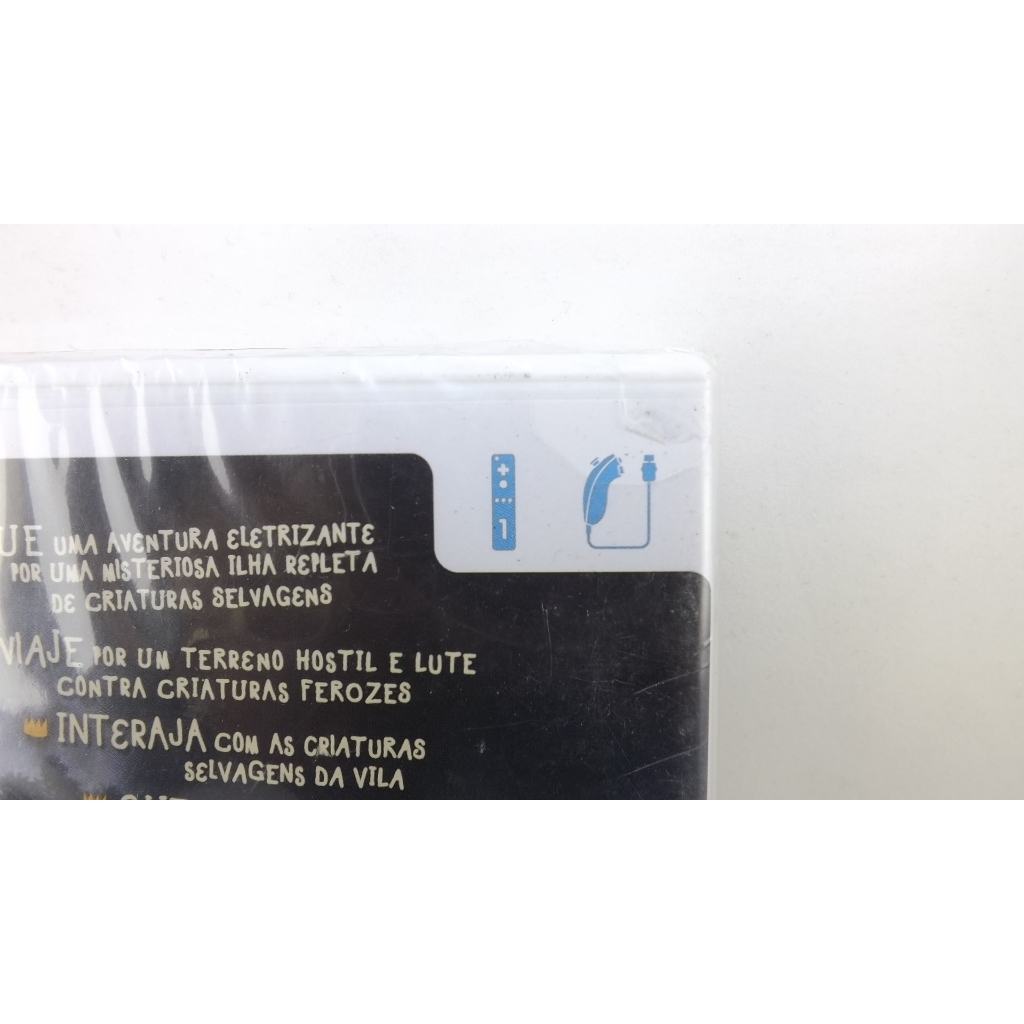 1
UE UMA AVENTURA ELETRIZANTE
POR UMA MISTERIOSA ILHA REPLETA
DE CRIATURAS SELVAGENS
VIAJE POR UM TERRENO HOSTIL E LUTE
CONTRA CRIATURAS FEROZES
INTERAJA COM AS CRIATURAS
SELVAGENS DA VILA